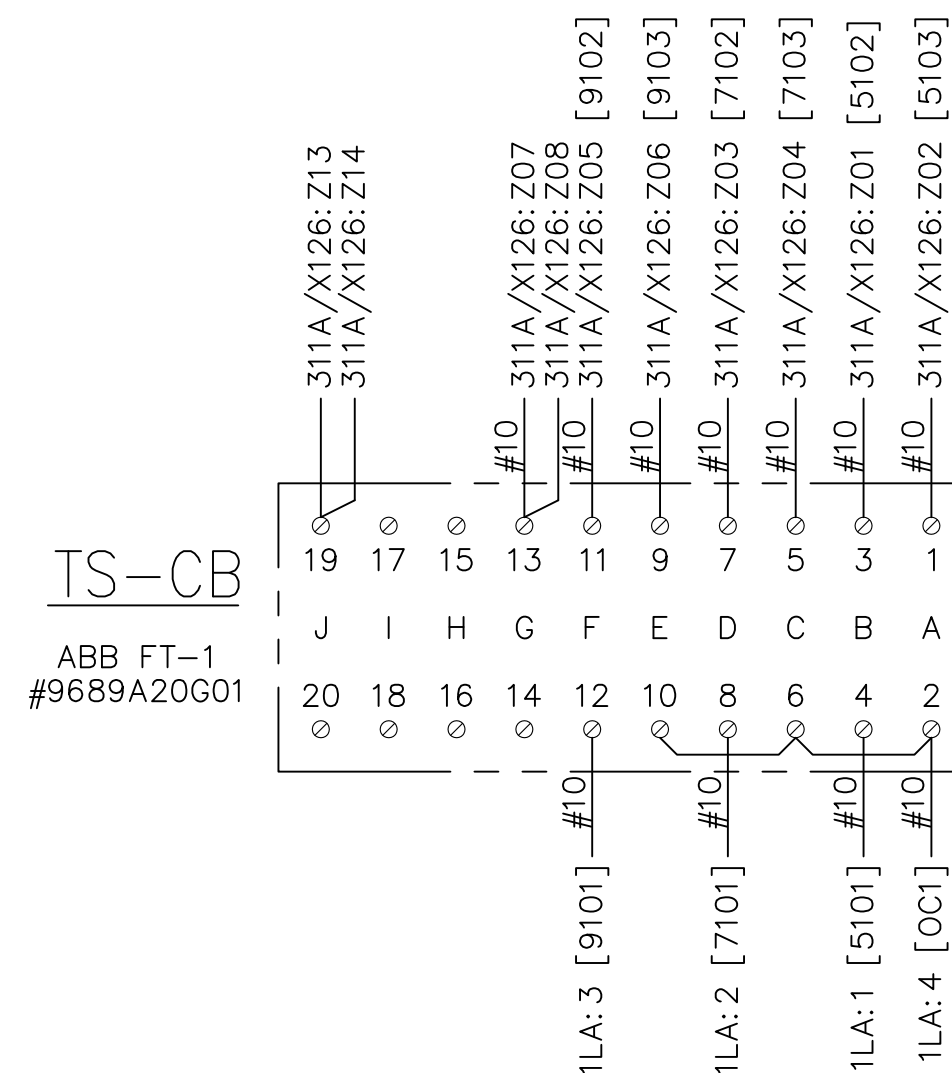 311A/X126:Z13
311A/X126:Z14
311A/X126:Z07
311A/X126:Z08
311A/X126:Z05 [9102]
311A/X126:Z06 [9103]
311A/X126:Z03 [7102]
311A/X126:Z04 [7103]
311A/X126:Z01 [5102]
311A/X126:Z02 [5103]
#10 #10 #10 #10 #10 #10 #10
19 17 15 13 11 9 7 5 3 1
TS-CB
J I H G F E D C B A
ABB FT-1
#9689A20G01
20 18 16 14 12 10 8 6 4 2
#10 #10 #10 #10
1LA:3 [9101]
1LA:2 [7101]
1LA:1 [5101]
1LA:4 [OC1]